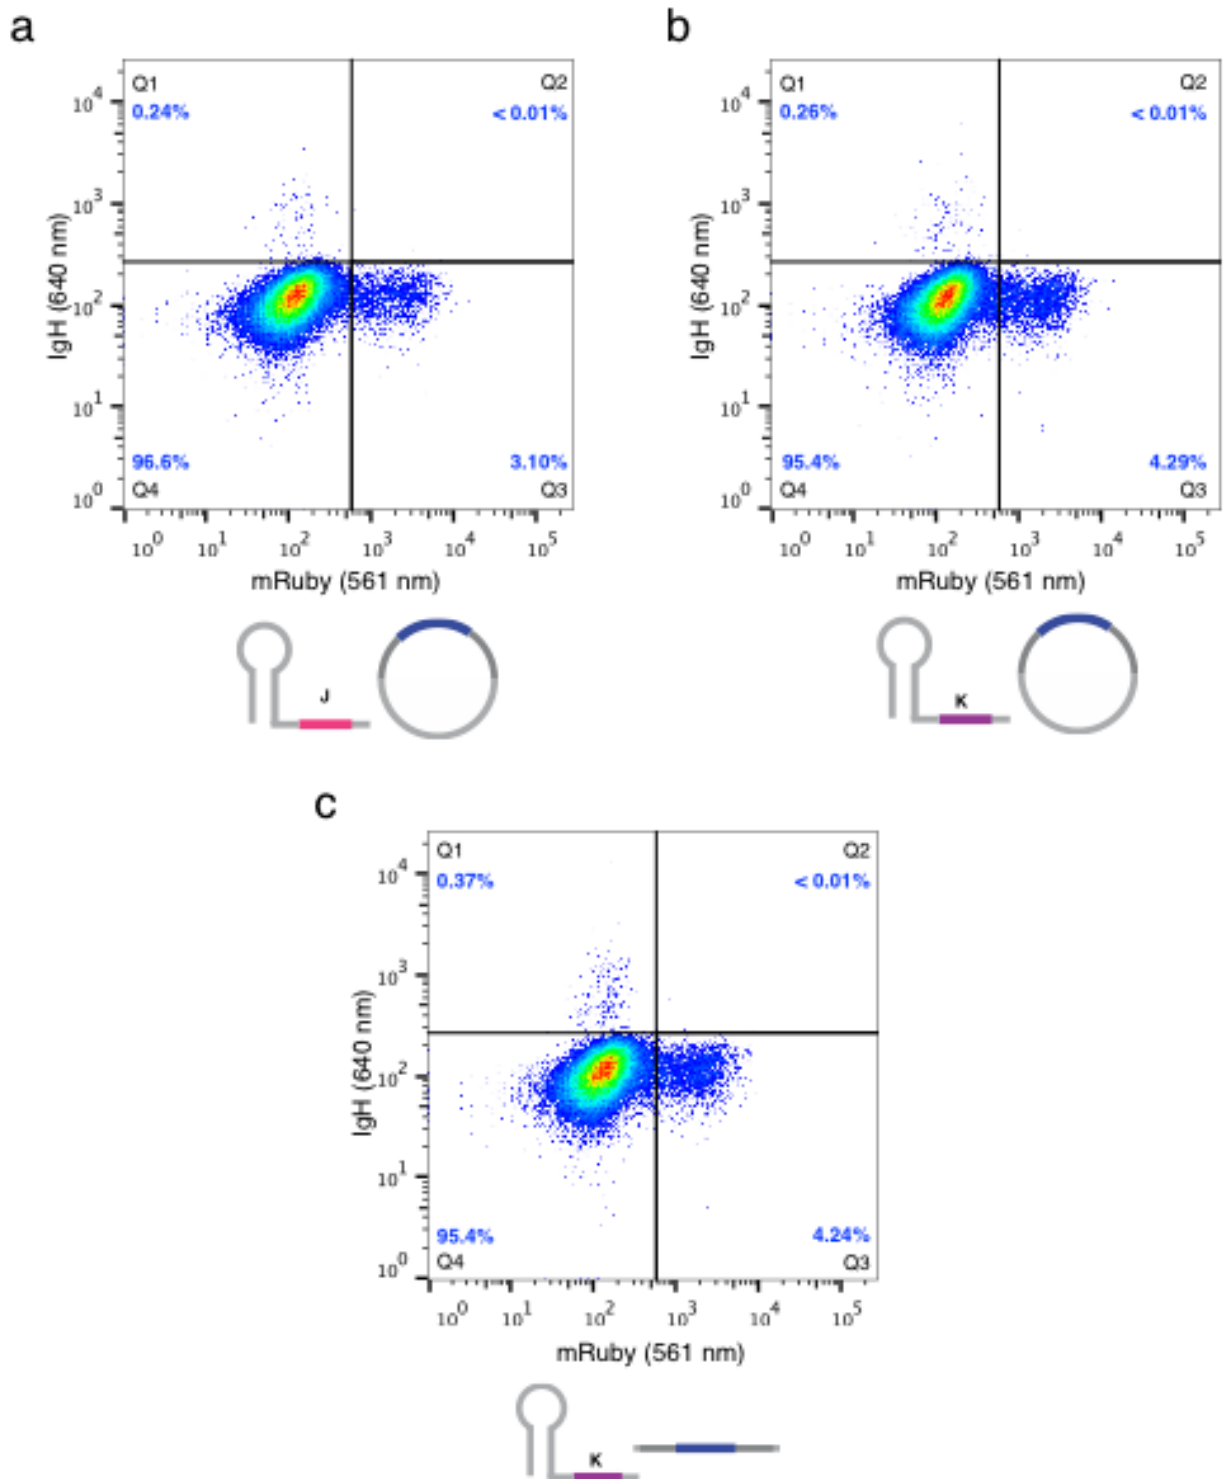 a
Q1
Q2
0.24%
< 0.01%
10^4
10^3
10^2
10^1
10^0
IgH (640 nm)
96.6%
3.10%
Q4
Q3
10^0 10^1 10^2 10^3 10^4 10^5
mRuby (561 nm)
J
b
Q1
Q2
0.26%
< 0.01%
10^4
10^3
10^2
10^1
10^0
IgH (640 nm)
95.4%
4.29%
Q4
Q3
10^0 10^1 10^2 10^3 10^4 10^5
mRuby (561 nm)
K
c
Q1
Q2
0.37%
< 0.01%
10^4
10^3
10^2
10^1
10^0
IgH (640 nm)
95.4%
4.24%
Q4
Q3
10^0 10^1 10^2 10^3 10^4 10^5
mRuby (561 nm)
K